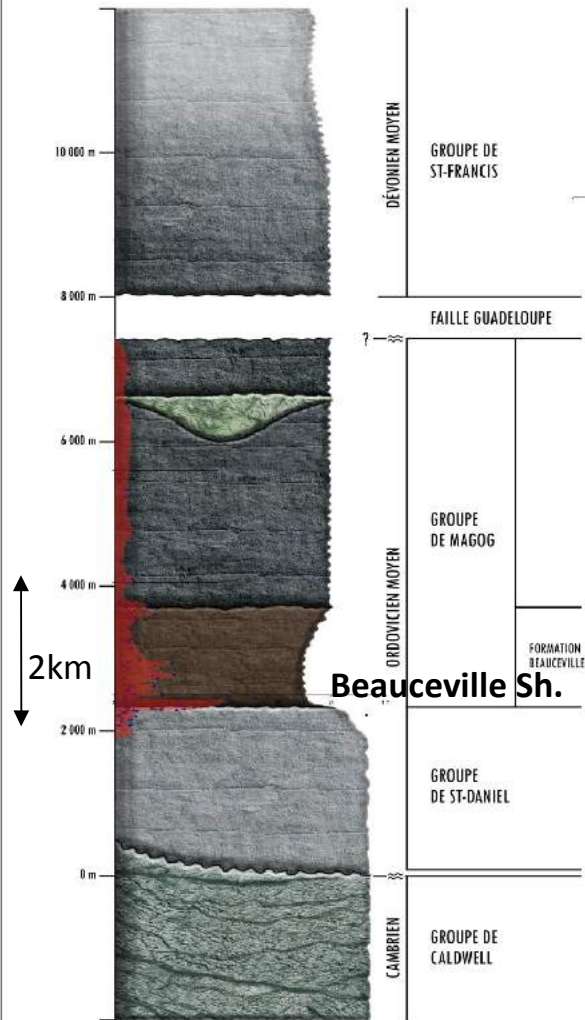 10 000 m
8 000 m
6 000 m
4 000 m
2 000 m
0 m
2km
DÉVONIEN MOYEN
GROUPE DE
ST-FRANCIS
FAILLE GUADELOUPE
?
ORDOVICIEN MOYEN
GROUPE
DE MAGOG
FORMATION
BEAUCEVILLE
Beauceville Sh.
GROUPE
DE ST-DANIEL
CAMBRIEN
GROUPE DE
CALDWELL